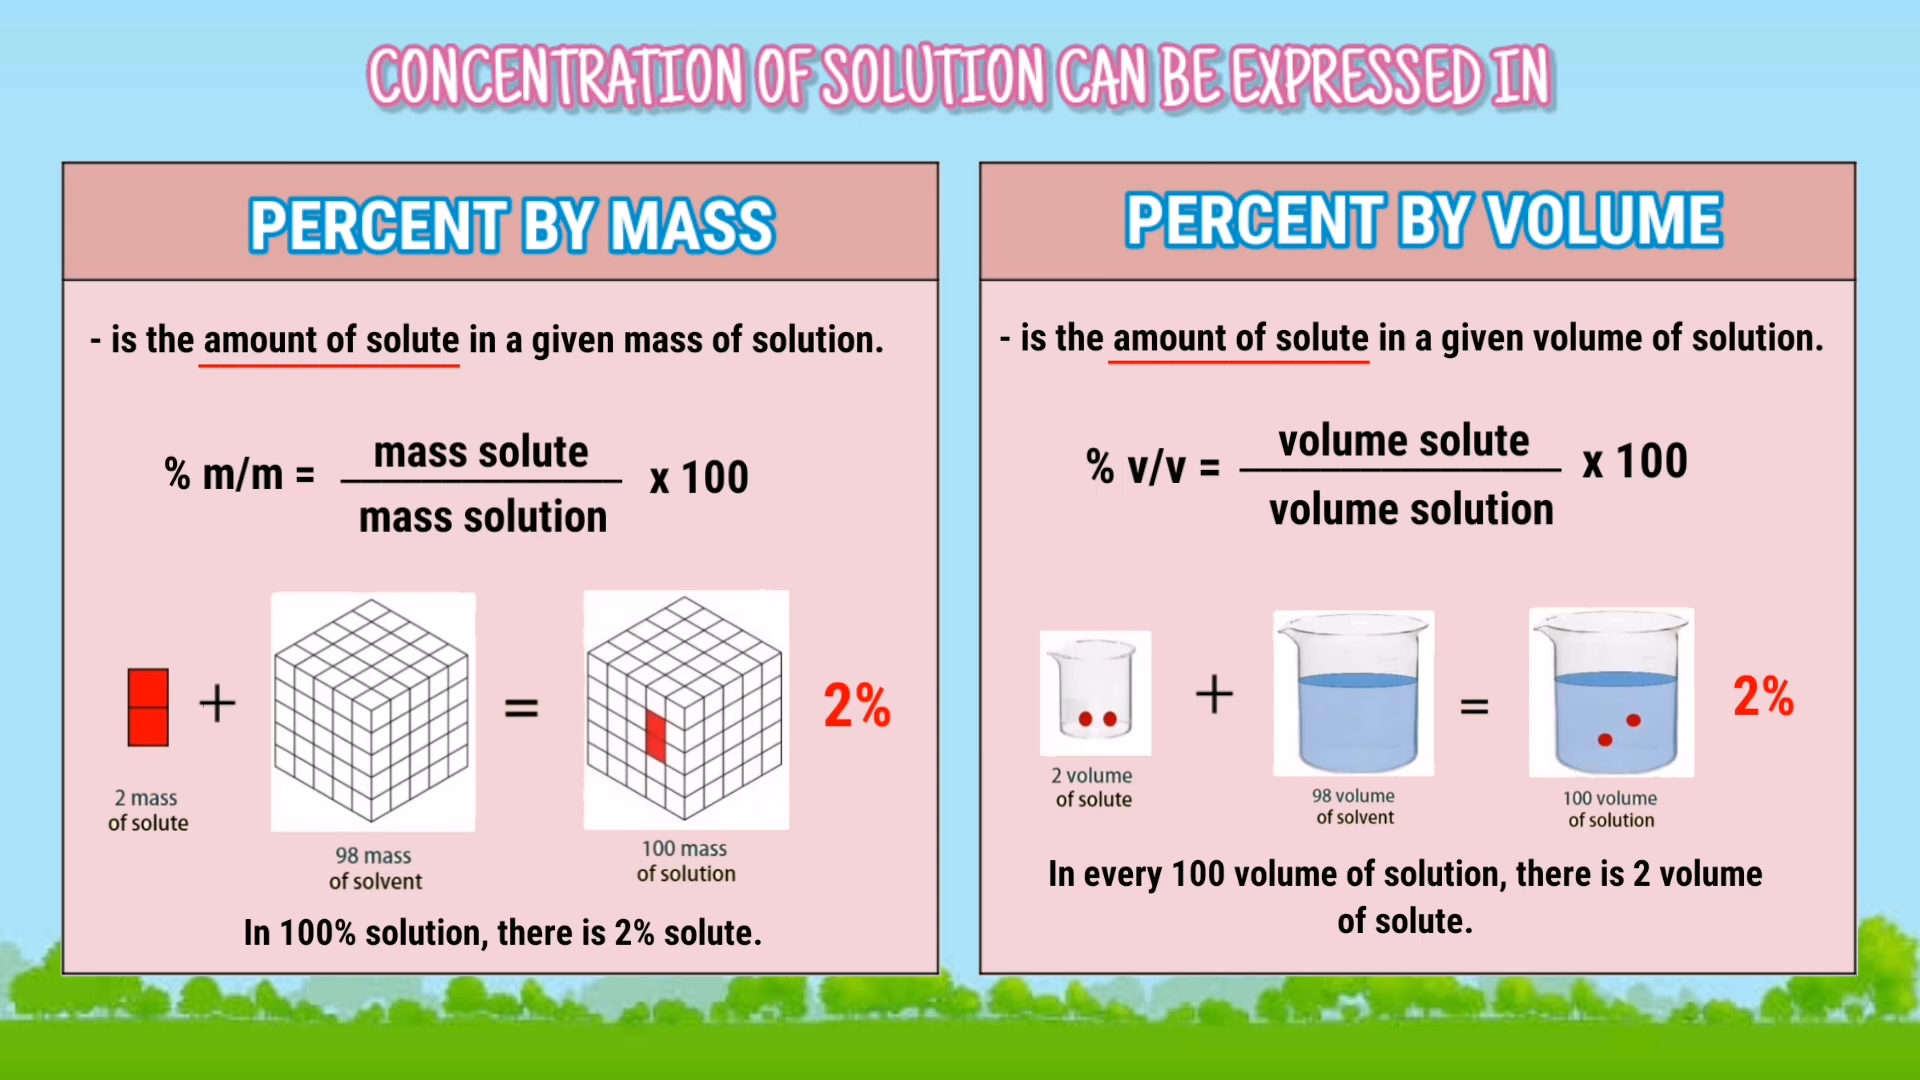 CONCENTRATION OF SOLUTION CAN BE EXPRESSED IN
PERCENT BY MASS
- is the amount of solute in a given mass of solution.
% m/m = mass solute x 100
mass solution
+
=
2%
2 mass
of solute
98 mass
of solvent
100 mass
of solution
In 100% solution, there is 2% solute.
PERCENT BY VOLUME
- is the amount of solute in a given volume of solution.
% v/v = volume solute x 100
volume solution
+
=
2%
2 volume
of solute
98 volume
of solvent
100 volume
of solution
In every 100 volume of solution, there is 2 volume
of solute.